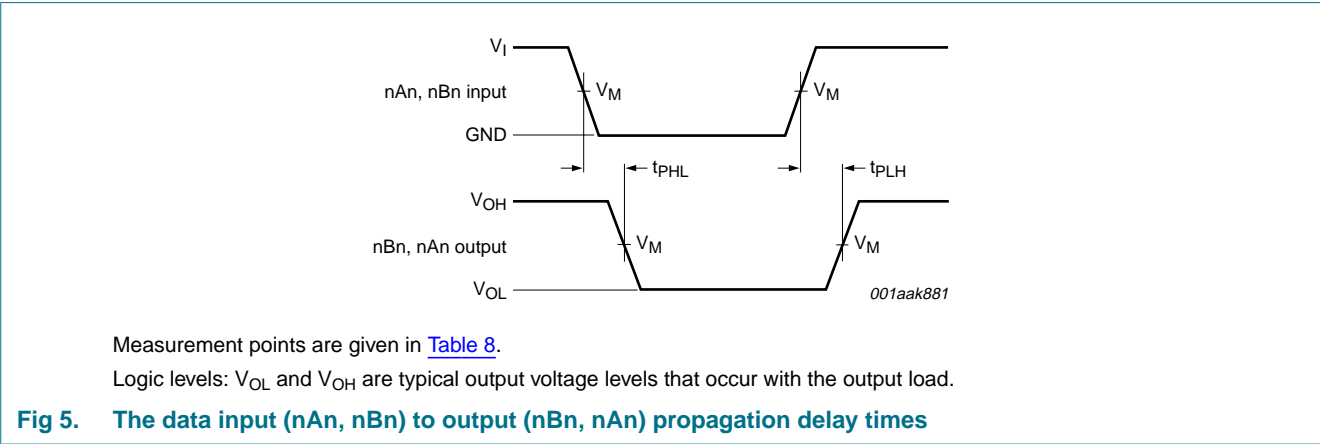 VI
nAn, nBn input
VM
VM
GND
tPHL
tPLH
VOH
nBn, nAn output
VM
VM
VOL
001aak881
Measurement points are given in Table 8.
Logic levels: VOL and VOH are typical output voltage levels that occur with the output load.
Fig 5. The data input (nAn, nBn) to output (nBn, nAn) propagation delay times